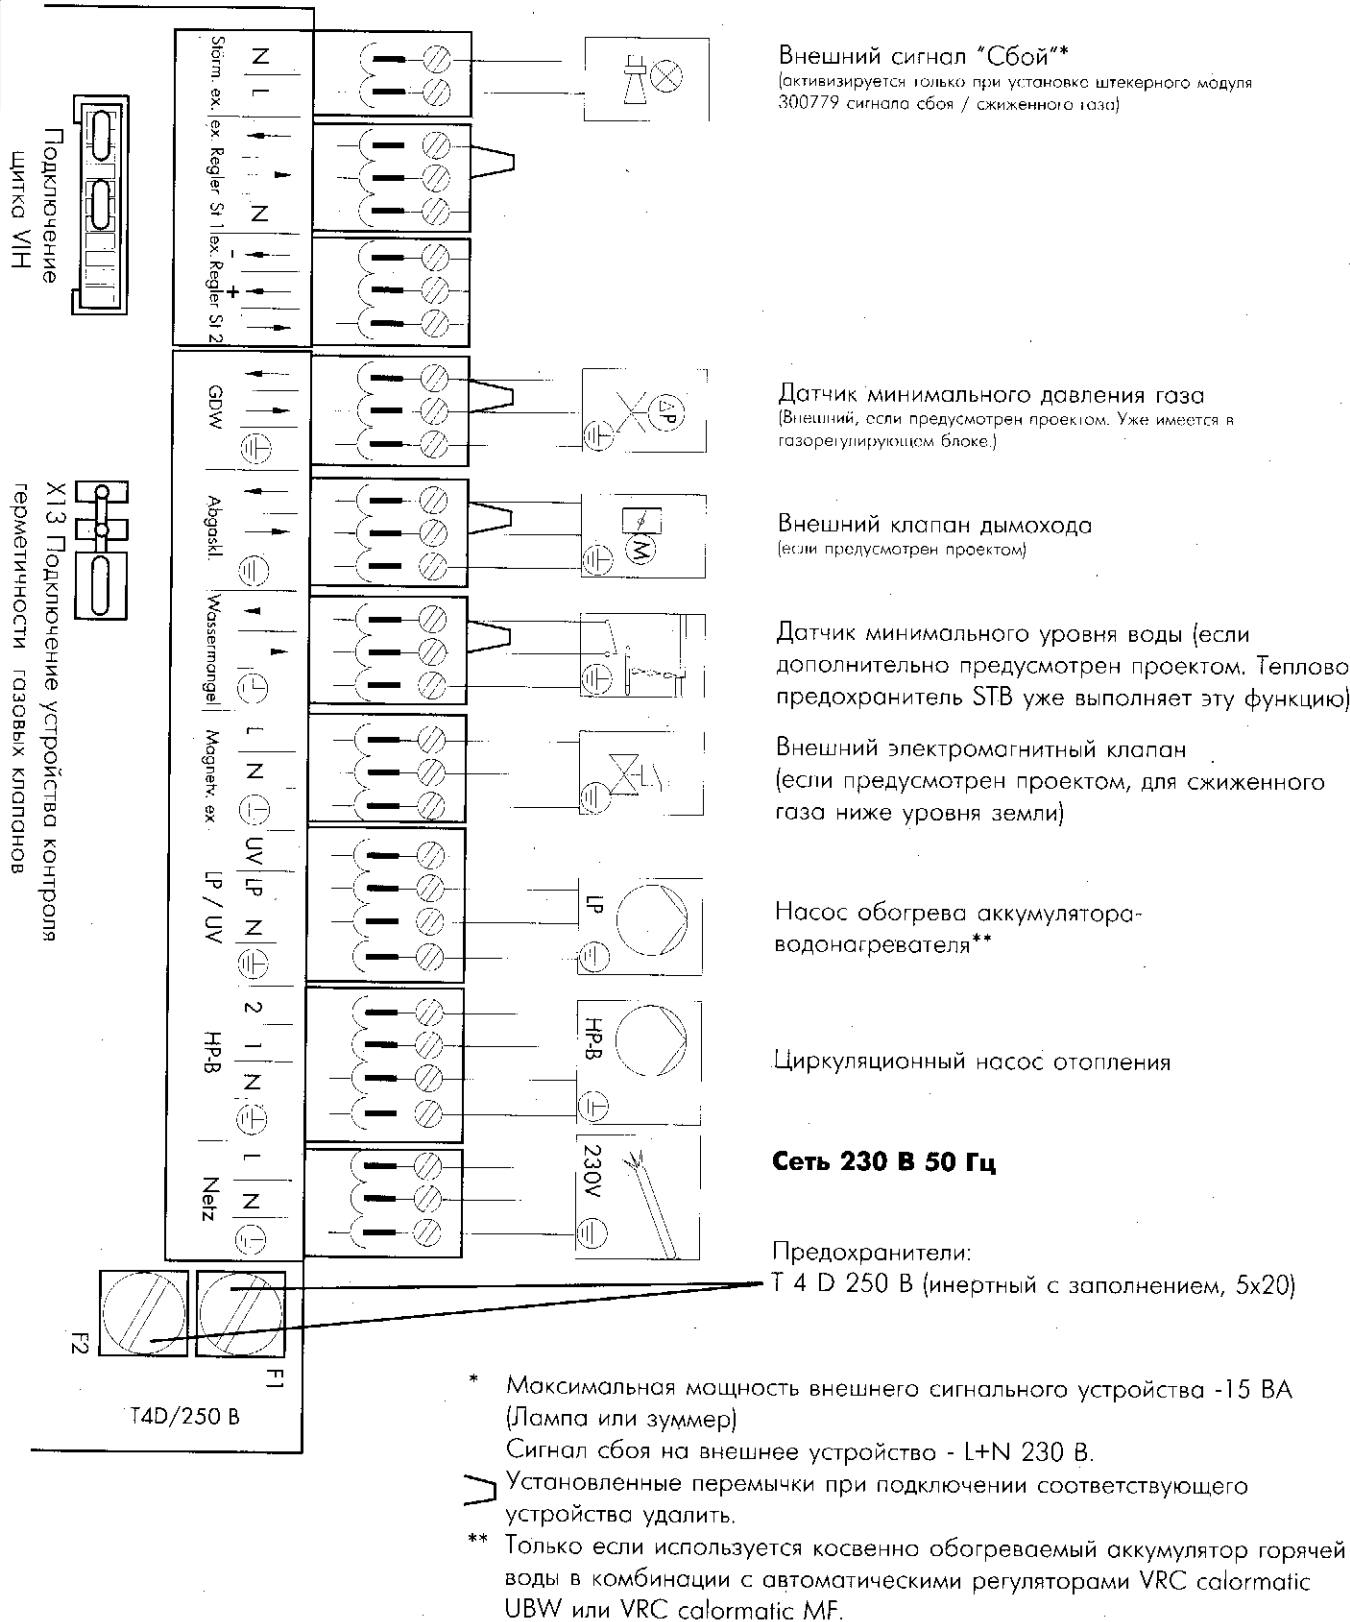 Störm. ex.
N
L
ex. Regler St 1
N
ex. Regler St 2
-
+
Подключение
щитка VIH
Внешний сигнал "Сбой"*
(активизируется только при установке штекерного модуля
300779 сигнала сбоя / сжиженного газа)
GDW
ΔP
Датчик минимального давления газа
(Внешний, если предусмотрен проектом. Уже имеется в
газорегулирующем блоке.)
X13 Подключение устройства контроля
герметичности газовых клапанов
Abgaskl.
M
Внешний клапан дымохода
(если предусмотрен проектом)
Wassermangel
Датчик минимального уровня воды (если
дополнительно предусмотрен проектом. Теплово
предохранитель STB уже выполняет эту функцию)
Magnetv. ex
L
N
Внешний электромагнитный клапан
(если предусмотрен проектом, для сжиженного
газа ниже уровня земли)
LP / UV
UV
LP
N
LP
Насос обогрева аккумулятора-
водонагревателя**
HP-B
2
1
N
HP-B
Циркуляционный насос отопления
Netz
L
N
230V
Сеть 230 В 50 Гц
Предохранители:
Т 4 D 250 В (инертный с заполнением, 5x20)
F2
F1
T4D/250 В
* Максимальная мощность внешнего сигнального устройства -15 ВА
(Лампа или зуммер)
Сигнал сбоя на внешнее устройство - L+N 230 В.
Установленные перемычки при подключении соответствующего
устройства удалить.
** Только если используется косвенно обогреваемый аккумулятор горячей
воды в комбинации с автоматическими регуляторами VRC calormatic
UBW или VRC calormatic MF.